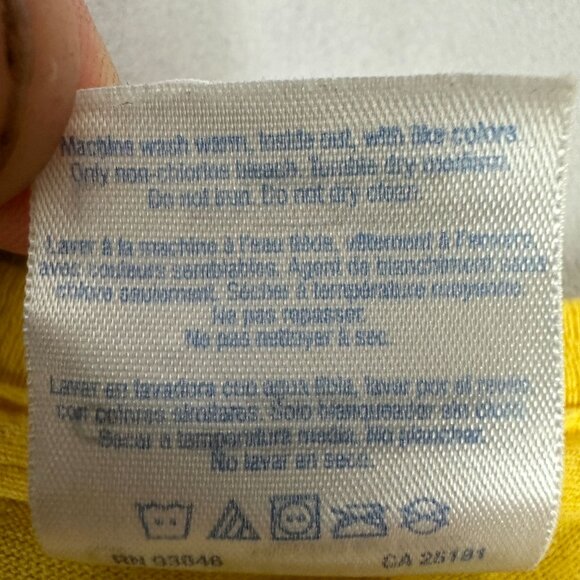 Machine wash warm, inside out, with like colors.
Only non-chlorine bleach. Tumble dry medium.
Do not iron. Do not dry clean.
Laver à la machine à l'eau tiède, vêtement à l'envers,
avec couleurs semblables. Agent de blanchiment sans
chlore seulement. Sécher à température moyenne.
Ne pas repasser.
Ne pas nettoyer à sec.
Lavar en lavadora con agua tibia, lavar por el revés
con colores similares. Solo blanqueador sin cloro.
Secar a temperatura media. No planchar.
No lavar en seco.
RN 93846
CA 25181